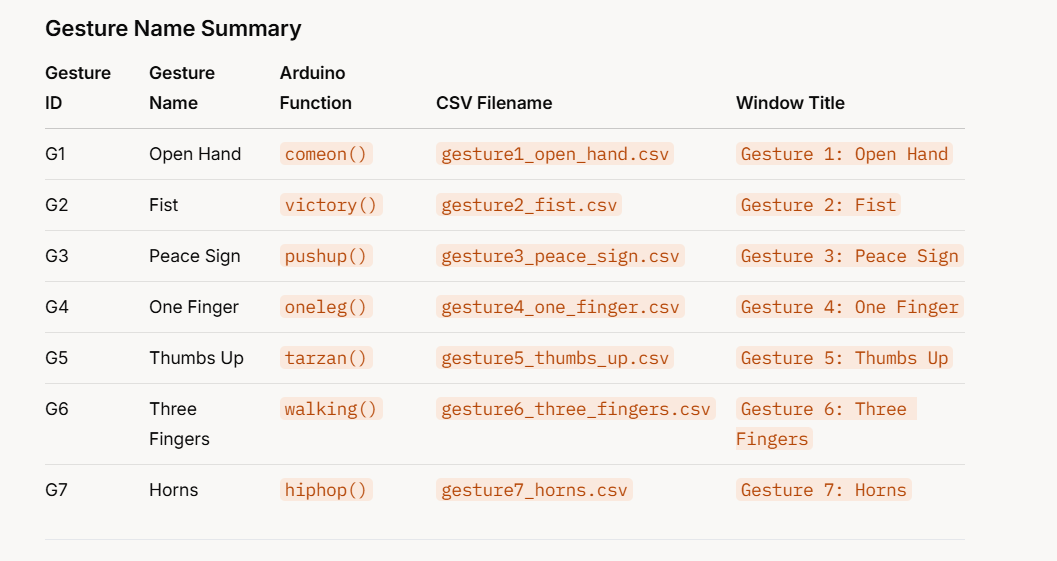 Gesture Name Summary
Gesture ID Gesture Name Arduino Function CSV Filename Window Title
G1 Open Hand comeon() gesture1_open_hand.csv Gesture 1: Open Hand
G2 Fist victory() gesture2_fist.csv Gesture 2: Fist
G3 Peace Sign pushup() gesture3_peace_sign.csv Gesture 3: Peace Sign
G4 One Finger oneleg() gesture4_one_finger.csv Gesture 4: One Finger
G5 Thumbs Up tarzan() gesture5_thumbs_up.csv Gesture 5: Thumbs Up
G6 Three Fingers walking() gesture6_three_fingers.csv Gesture 6: Three Fingers
G7 Horns hiphop() gesture7_horns.csv Gesture 7: Horns